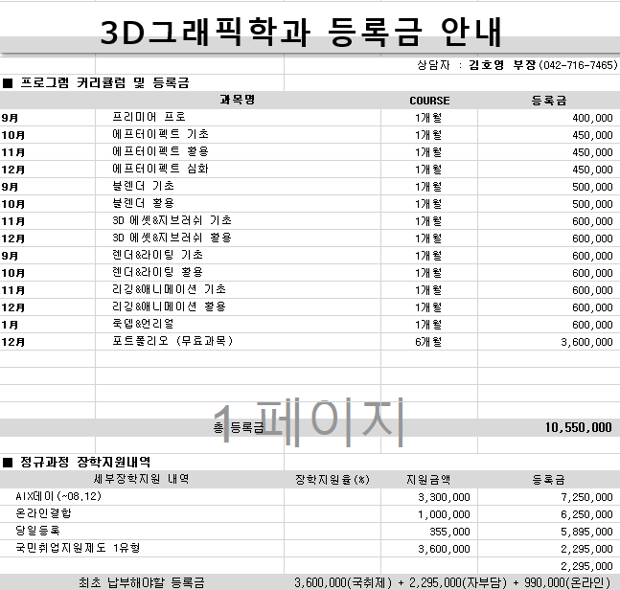 3D그래픽학과 등록금 안내
상담자 : 김호영 부장(042-716-7465)
■ 프로그램 커리큘럼 및 등록금
과목명 COURSE 등록금
9月 프리미어 프로 1개월 400,000
10月 에프터이펙트 기초 1개월 450,000
11月 에프터이펙트 활용 1개월 450,000
12月 에프터이펙트 심화 1개월 450,000
9月 블렌더 기초 1개월 500,000
10月 블렌더 활용 1개월 500,000
11月 3D 에셋&지브러쉬 기초 1개월 600,000
12月 3D 에셋&지브러쉬 활용 1개월 600,000
9月 렌더&라이팅 기초 1개월 600,000
10月 렌더&라이팅 활용 1개월 600,000
11月 리깅&애니메이션 기초 1개월 600,000
12月 리깅&애니메이션 활용 1개월 600,000
1月 룩뎁&언리얼 1개월 600,000
12月 포트폴리오 (무료과목) 6개월 3,600,000
1 페이지
총 등록금 10,550,000
■ 정규과정 장학지원내역
세부장학지원 내역 장학지원율(%) 지원금액 등록금
AIX데이(~08.12) 3,300,000 7,250,000
온라인결합 1,000,000 6,250,000
당일등록 355,000 5,895,000
국민취업지원제도 1유형 3,600,000 2,295,000
2,295,000
최초 납부해야할 등록금 3,600,000(국취제) + 2,295,000(자부담) + 990,000(온라인)